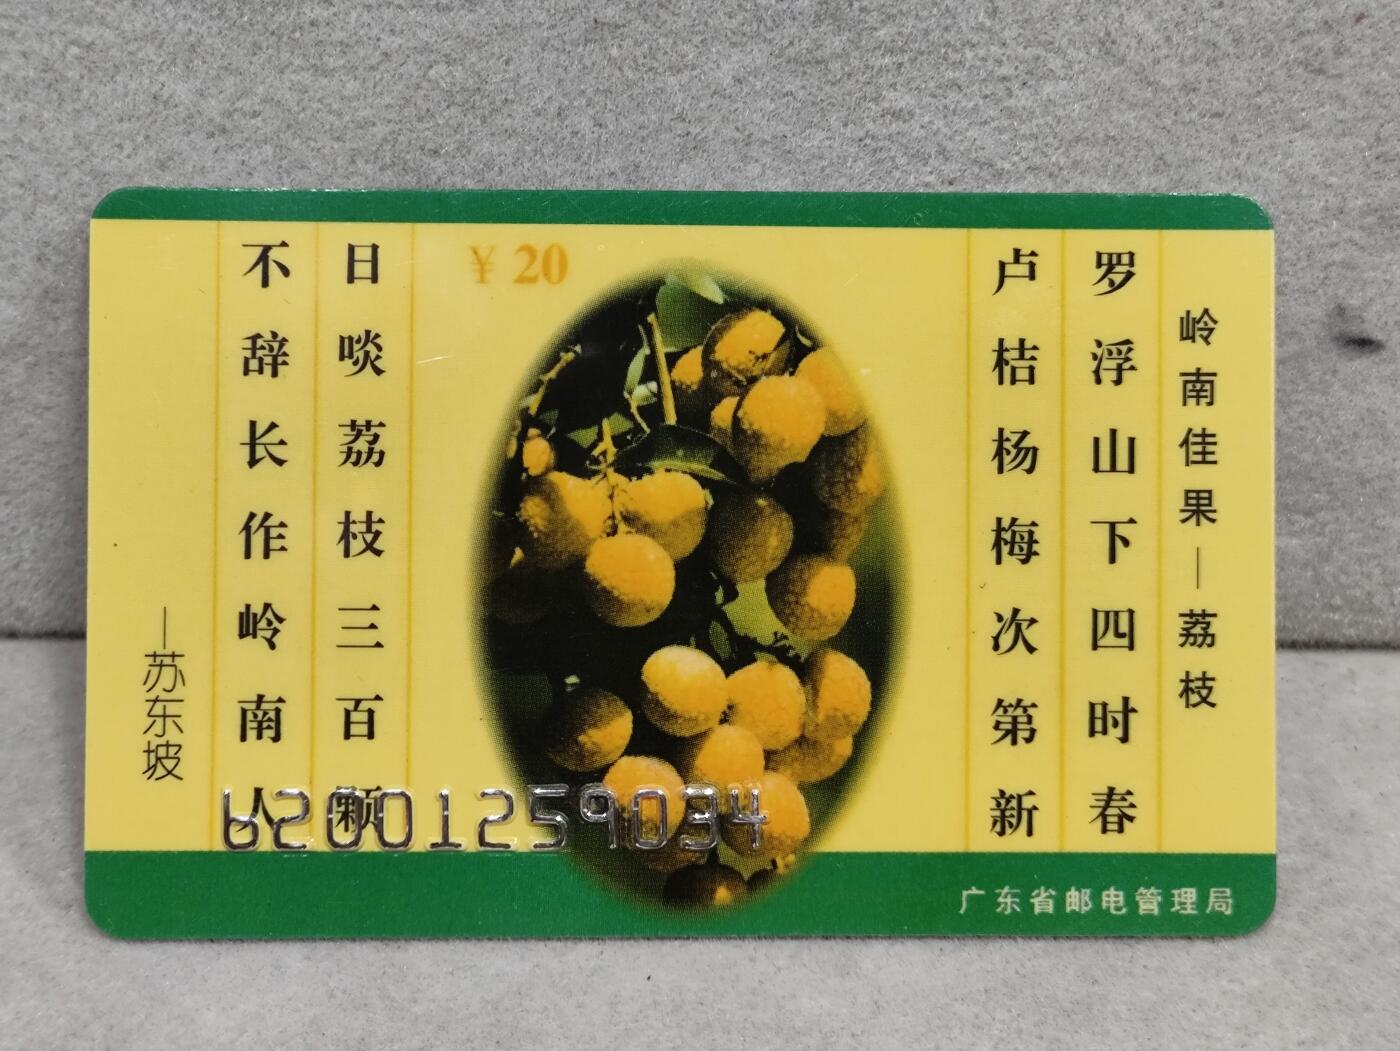 岭南佳果—荔枝
罗浮山下四时春
卢桔杨梅次第新
¥20
日啖荔枝三百颗
不辞长作岭南人
—苏东坡
62001259034
广东省邮电管理局